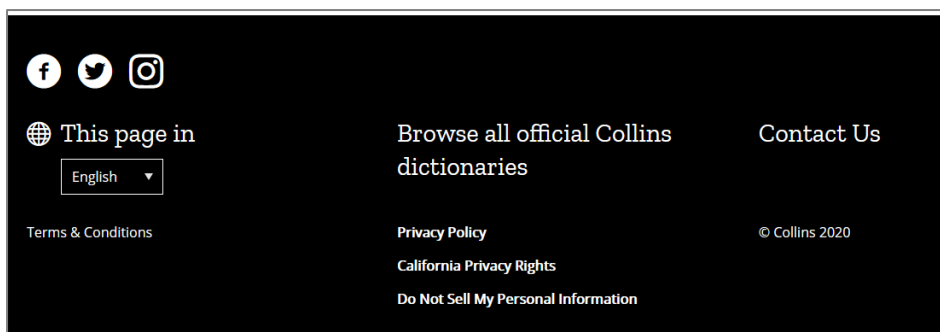 This page in
English
Browse all official Collins
dictionaries
Contact Us
Terms & Conditions
Privacy Policy
California Privacy Rights
Do Not Sell My Personal Information
© Collins 2020